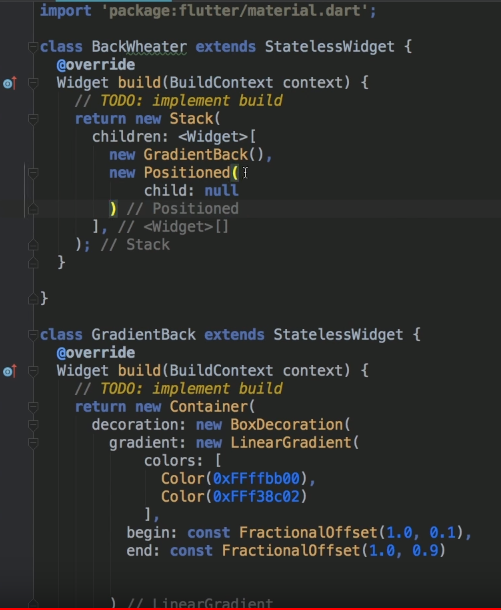 import 'package:flutter/material.dart';
class BackWheater extends StatelessWidget {
@override
Widget build(BuildContext context) {
// TODO: implement build
return new Stack(
children: <Widget>[
new GradientBack(),
new Positioned(
child: null
) // Positioned
], // <Widget>[]
); // Stack
}
}
class GradientBack extends StatelessWidget {
@override
Widget build(BuildContext context) {
// TODO: implement build
return new Container(
decoration: new BoxDecoration(
gradient: new LinearGradient(
colors: [
Color(0xFFffbb00),
Color(0xFFf38c02)
],
begin: const FractionalOffset(1.0, 0.1),
end: const FractionalOffset(1.0, 0.9)
) // LinearGradient